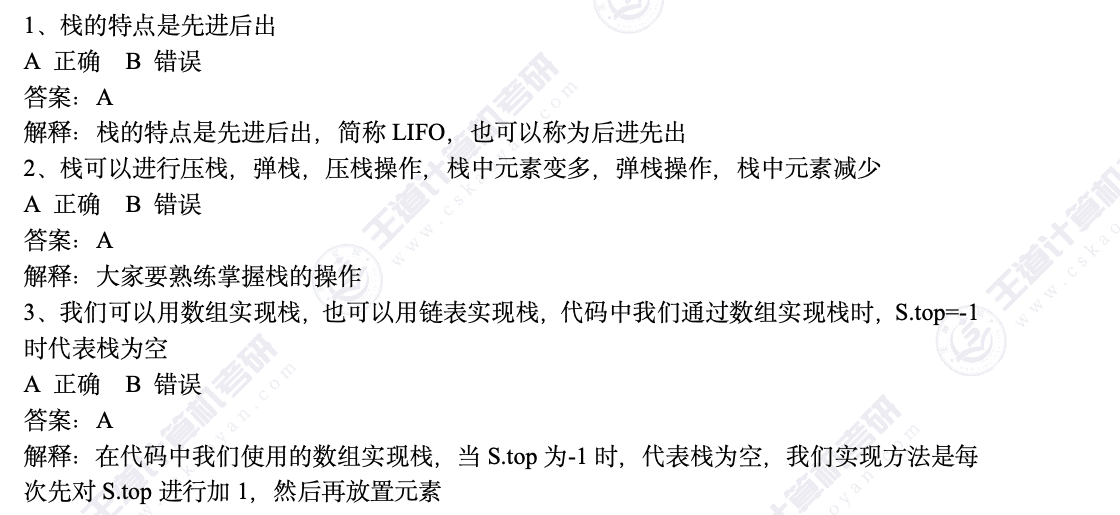 1、栈的特点是先进后出
A 正确 B 错误
答案：A
解释：栈的特点是先进后出，简称 LIFO，也可以称为后进先出
2、栈可以进行压栈，弹栈，压栈操作，栈中元素变多，弹栈操作，栈中元素减少
A 正确 B 错误
答案：A
解释：大家要熟练掌握栈的操作
3、我们可以用数组实现栈，也可以用链表实现栈，代码中我们通过数组实现栈时，S.top=-1
时代表栈为空
A 正确 B 错误
答案：A
解释：在代码中我们使用的数组实现栈，当 S.top 为-1 时，代表栈为空，我们实现方法是每
次先对 S.top 进行加 1，然后再放置元素
王道计算机考研